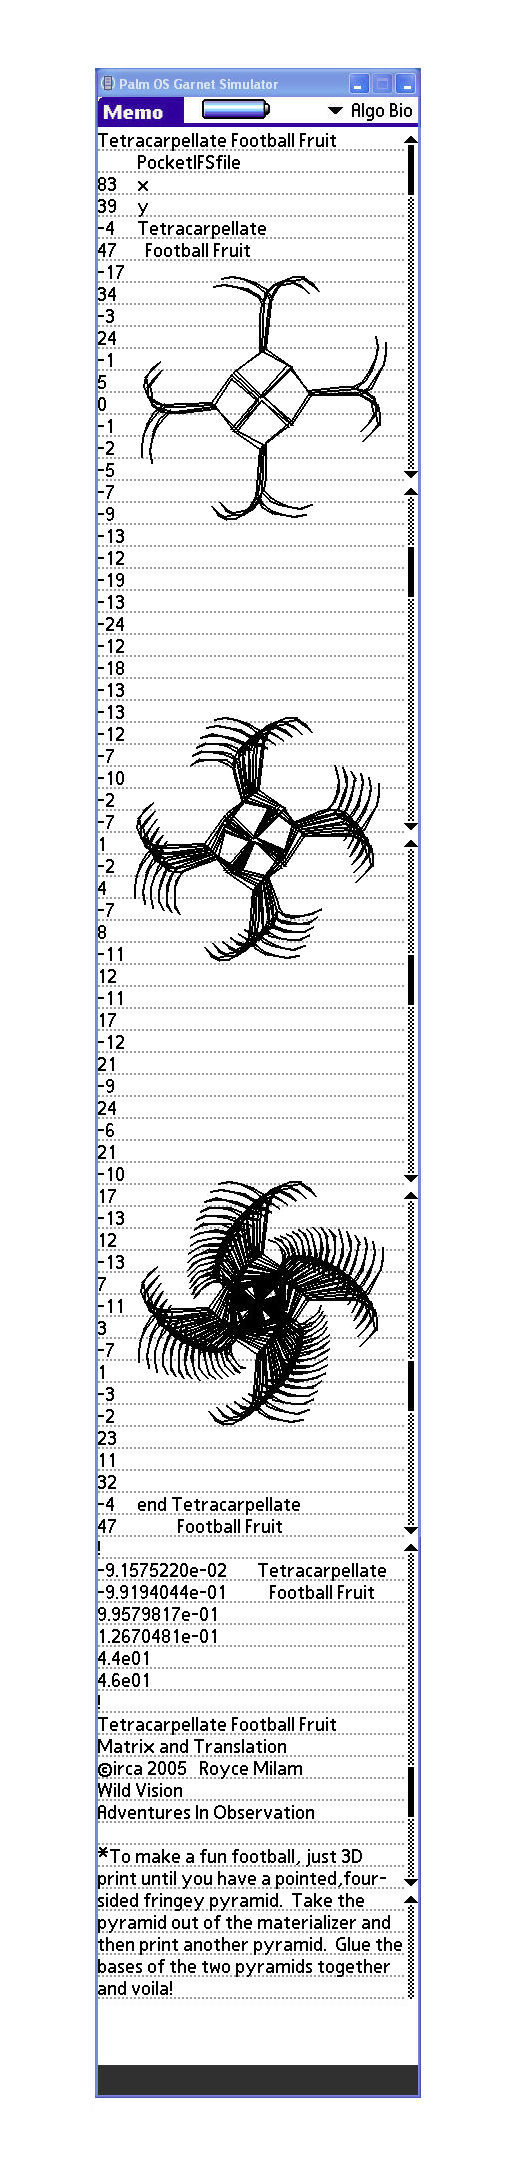 Palm OS Garnet Simulator
Memo Algo Bio
Tetracarpellate Football Fruit
PocketIFSfile
83 x
39 y
-4 Tetracarpellate
47 Football Fruit
-17
34
-3
24
-1
5
0
-1
-2
-5
-7
-9
-13
-12
-19
-13
-24
-12
-18
-13
-13
-12
-7
-10
-2
-7
1
-2
4
-7
8
-11
12
-11
17
-12
21
-9
24
-6
21
-10
17
-13
12
-13
7
-11
3
-7
1
-3
-2
23
11
32
-4 end Tetracarpellate
47 Football Fruit
!
-9.1575220e-02 Tetracarpellate
-9.9194044e-01 Football Fruit
9.9579817e-01
1.2670481e-01
4.4e01
4.6e01
!
Tetracarpellate Football Fruit
Matrix and Translation
©irca 2005 Royce Milam
Wild Vision
Adventures In Observation
*To make a fun football, just 3D
print until you have a pointed,four-
sided fringey pyramid. Take the
pyramid out of the materializer and
then print another pyramid. Glue the
bases of the two pyramids together
and voila!